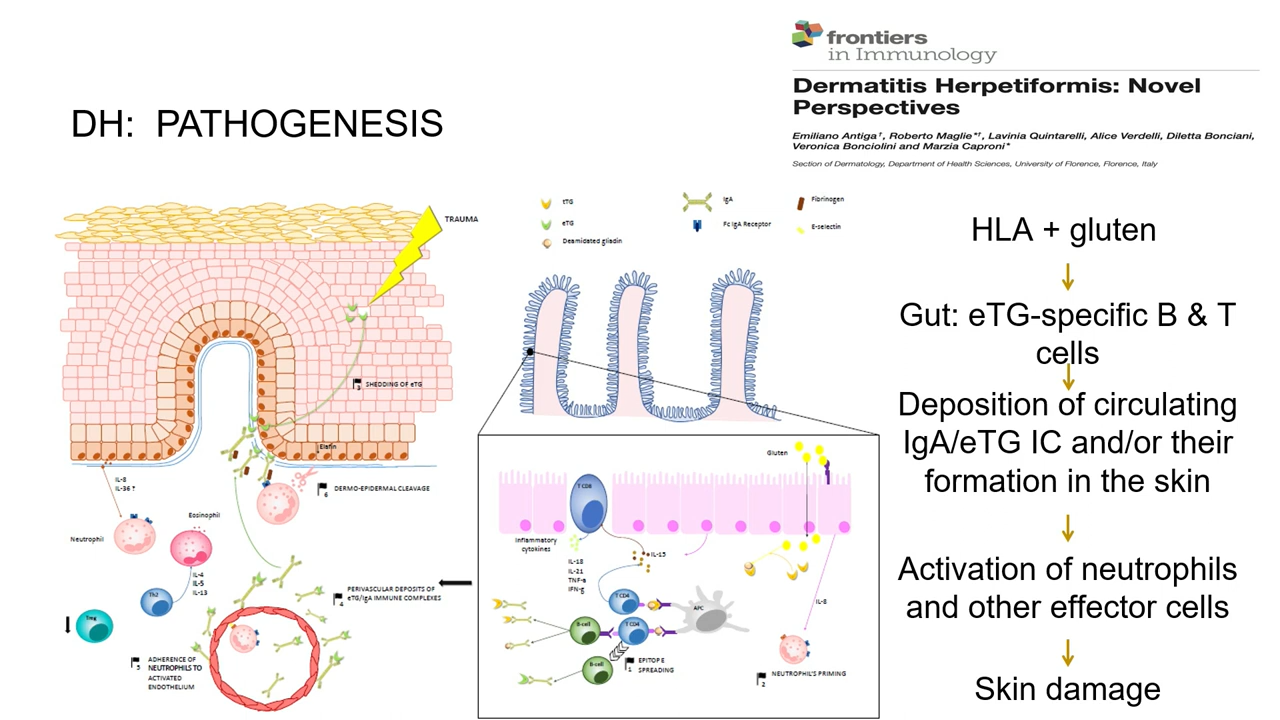 frontiers
in Immunology
Dermatitis Herpetiformis: Novel
Perspectives
Emiliano Antiga†, Roberto Maglie*†, Lavinia Quintarelli, Alice Verdelli, Diletta Bonciani,
Veronica Bonciolini and Marzia Caproni*
Section of Dermatology, Department of Health Sciences, University of Florence, Florence, Italy
DH: PATHOGENESIS
TRAUMA
tTG
eTG
Deamidated gliadin
IgA
Fc IgA Receptor
Fibrinogen
E-selectin
3 SHEDDING OF eTG
Elafin
IL-8
IL-36 ?
6 DERMO-EPIDERMAL CLEAVAGE
Neutrophil
Eosinophil
IL-4
IL-5
IL-13
Th2
Treg
4 PERIVASCULAR DEPOSITS OF
eTG/IgA IMMUNE COMPLEXES
5 ADHERENCE OF
NEUTROPHILS TO
ACTIVATED
ENDOTHELIUM
Gluten
T CD8
Inflammatory
cytokines
IL-18
IL-21
TNF-a
IFN-g
IL-15
T CD4
T CD4
APC
B-cell
B-cell
1 EPITOPE
SPREADING
IL-8
2 NEUTROPHIL'S PRIMING
HLA + gluten
Gut: eTG-specific B & T
cells
Deposition of circulating
IgA/eTG IC and/or their
formation in the skin
Activation of neutrophils
and other effector cells
Skin damage